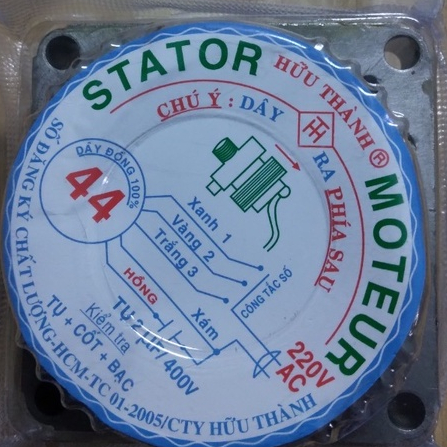 STATOR
HỮU THÀNH ®
MOTEUR
CHÚ Ý : DÂY
RA PHÍA SAU
DÂY ĐỒNG 100%
44
Xanh 1
Vàng 2
Trắng 3
CÔNG TẮC SỐ
HỒNG
Xám
400V
Kiểm tra
TỤ + CỐT + BẠC
220V
AC
SỐ ĐĂNG KÝ CHẤT LƯỢNG-HCM-TC 01-2005/CTY HỮU THÀNH